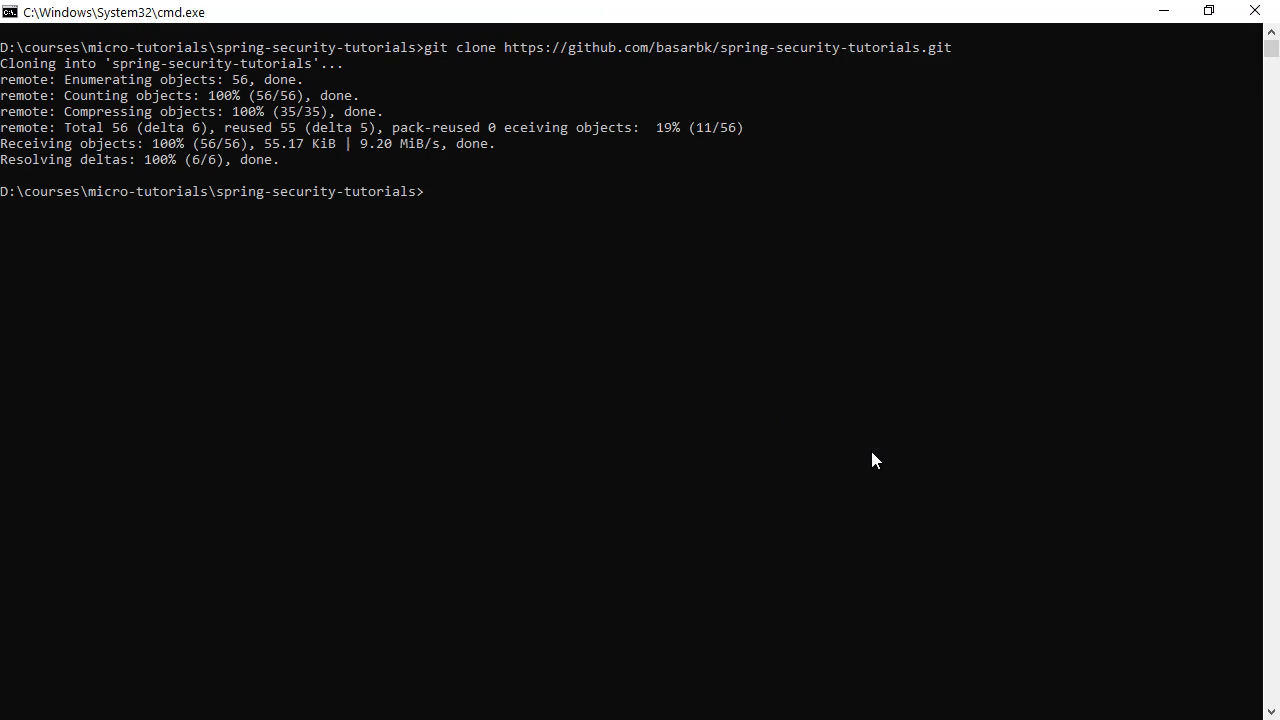 C:\Windows\System32\cmd.exe
D:\courses\micro-tutorials\spring-security-tutorials>git clone https://github.com/basarbk/spring-security-tutorials.git
Cloning into 'spring-security-tutorials'...
remote: Enumerating objects: 56, done.
remote: Counting objects: 100% (56/56), done.
remote: Compressing objects: 100% (35/35), done.
remote: Total 56 (delta 6), reused 55 (delta 5), pack-reused 0 eceiving objects:  19% (11/56)
Receiving objects: 100% (56/56), 55.17 KiB | 9.20 MiB/s, done.
Resolving deltas: 100% (6/6), done.
D:\courses\micro-tutorials\spring-security-tutorials>